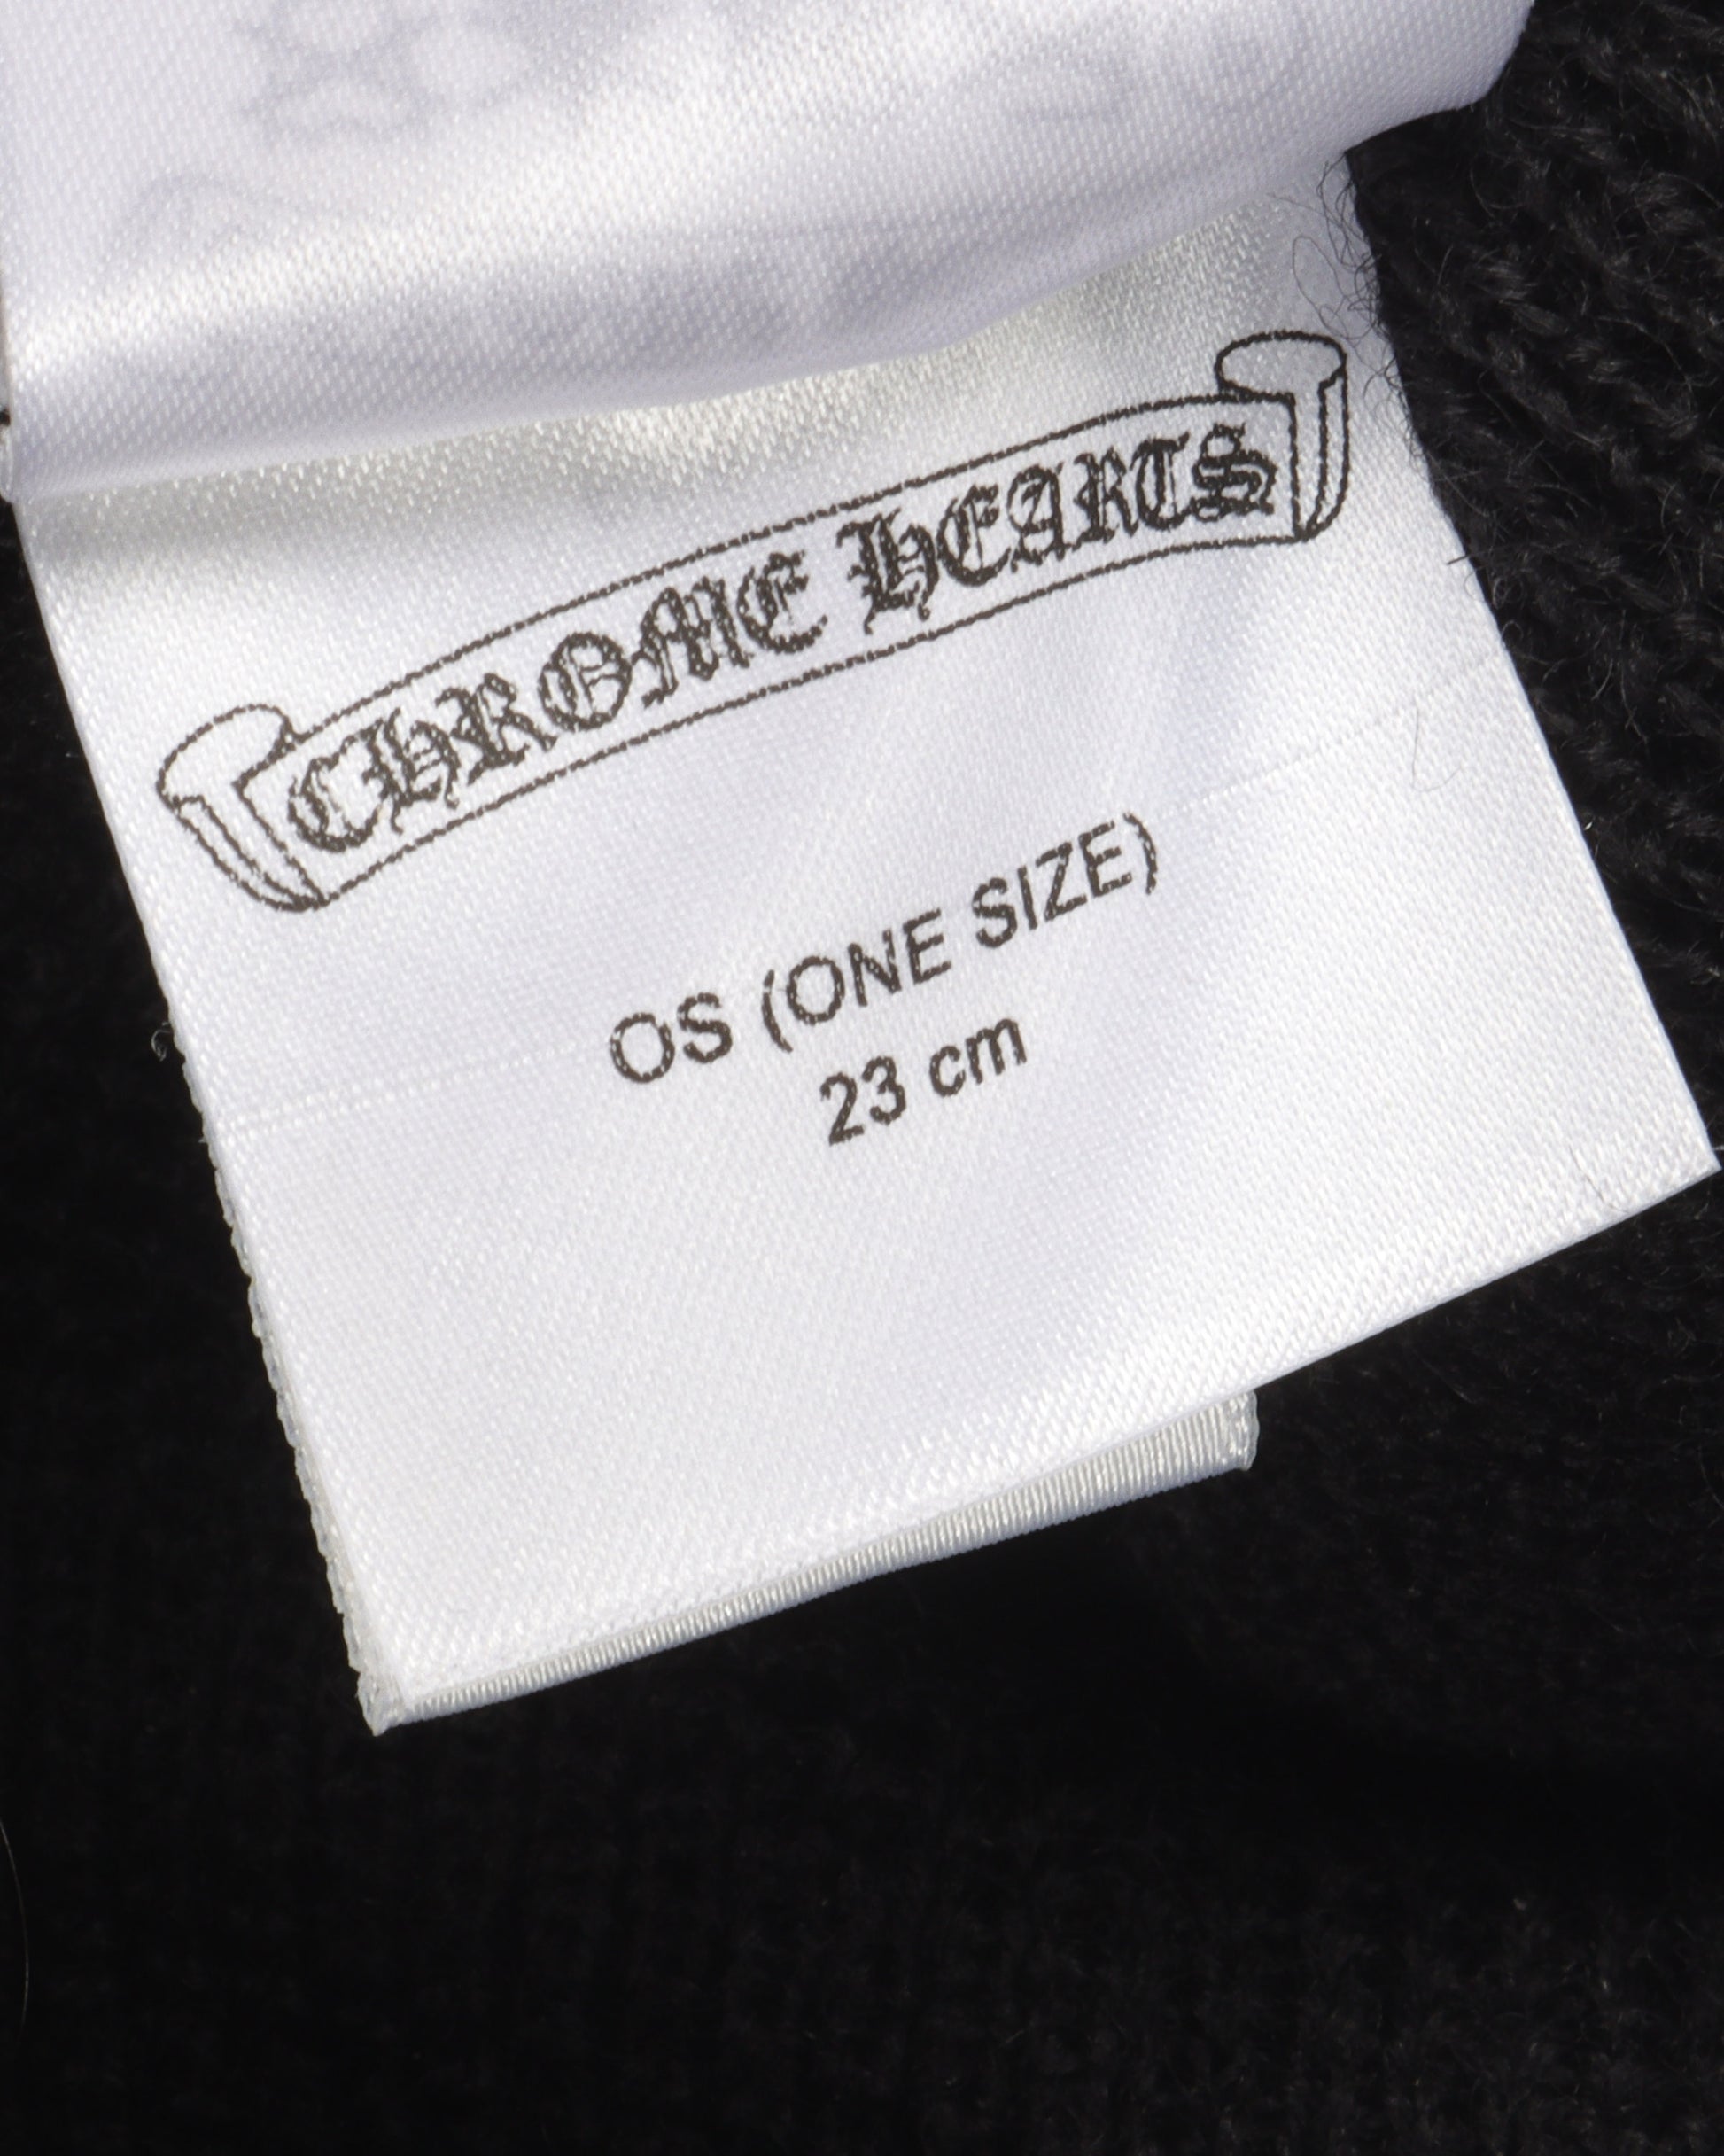 CHROME HEARTS
OS (ONE SIZE)
23 cm